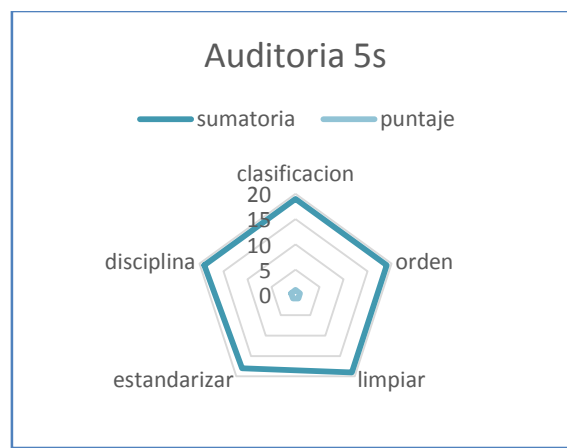 Auditoria 5s
sumatoria puntaje
clasificacion
20
15
10
5
0
disciplina orden
estandarizar limpiar